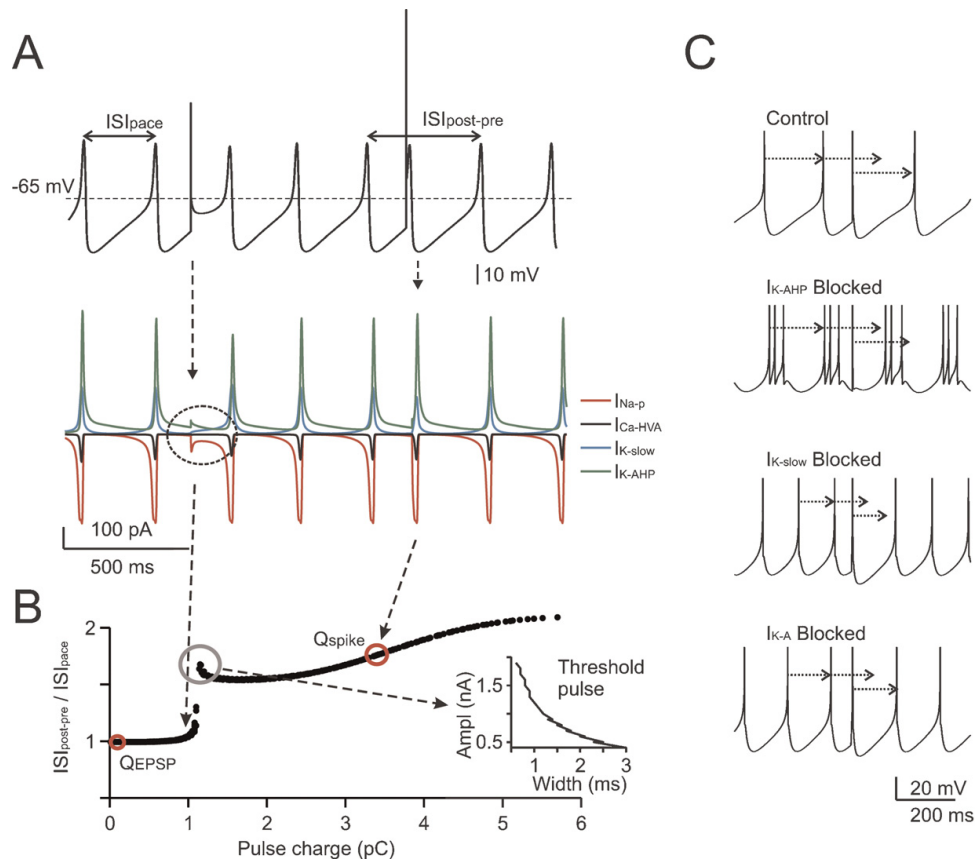 A
ISIpace
ISIpost-pre
-65 mV
10 mV
INa-p
ICa-HVA
IK-slow
IK-AHP
100 pA
500 ms
B
2
1
ISIpost-pre / ISIpace
QEPSP
Qspike
Threshold
pulse
Ampl (nA)
1.5
0.5
1 2 3
Width (ms)
0 1 2 3 4 5 6
Pulse charge (pC)
C
Control
IK-AHP Blocked
IK-slow Blocked
IK-A Blocked
20 mV
200 ms